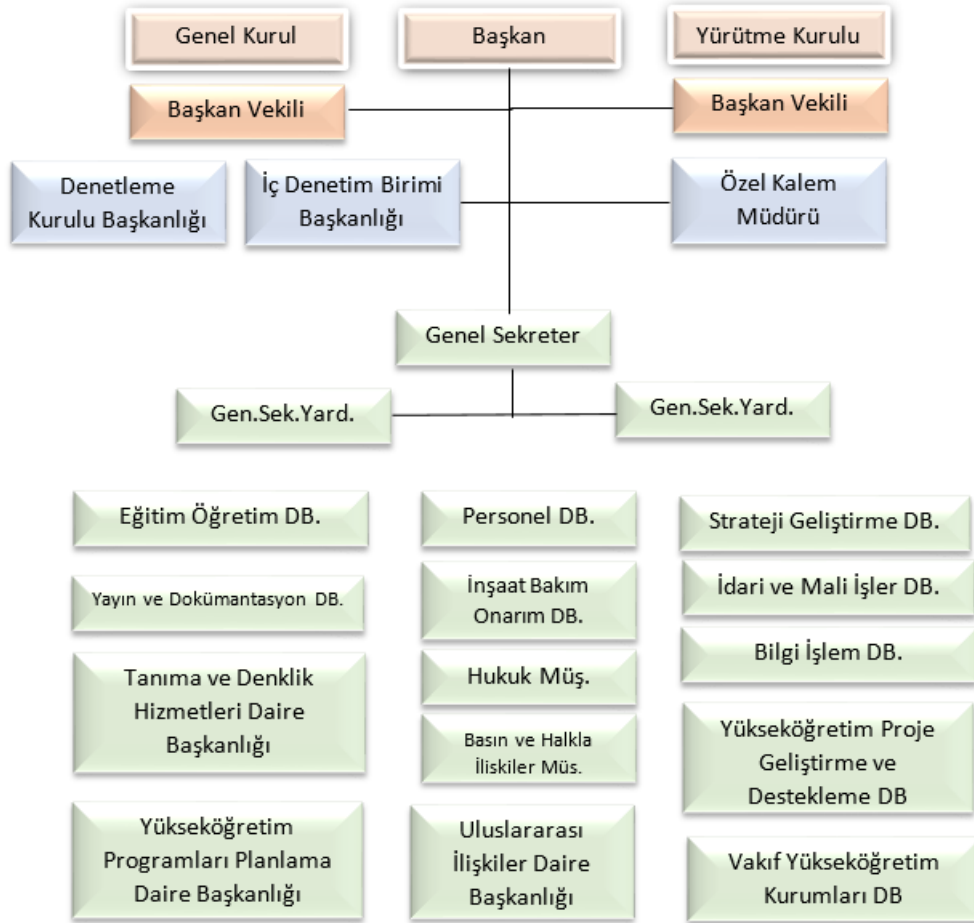 Genel Kurul
Başkan
Yürütme Kurulu
Başkan Vekili
Başkan Vekili
Denetleme
Kurulu Başkanlığı
İç Denetim Birimi
Başkanlığı
Özel Kalem
Müdürü
Genel Sekreter
Gen.Sek.Yard.
Gen.Sek.Yard.
Eğitim Öğretim DB.
Personel DB.
Strateji Geliştirme DB.
Yayın ve Dokümantasyon DB.
İnşaat Bakım
Onarım DB.
İdari ve Mali İşler DB.
Tanıma ve Denklik
Hizmetleri Daire
Başkanlığı
Hukuk Müş.
Bilgi İşlem DB.
Basın ve Halkla
İliskiler Müs.
Yükseköğretim Proje
Geliştirme ve
Destekleme DB
Yükseköğretim
Programları Planlama
Daire Başkanlığı
Uluslararası
İlişkiler Daire
Başkanlığı
Vakıf Yükseköğretim
Kurumları DB